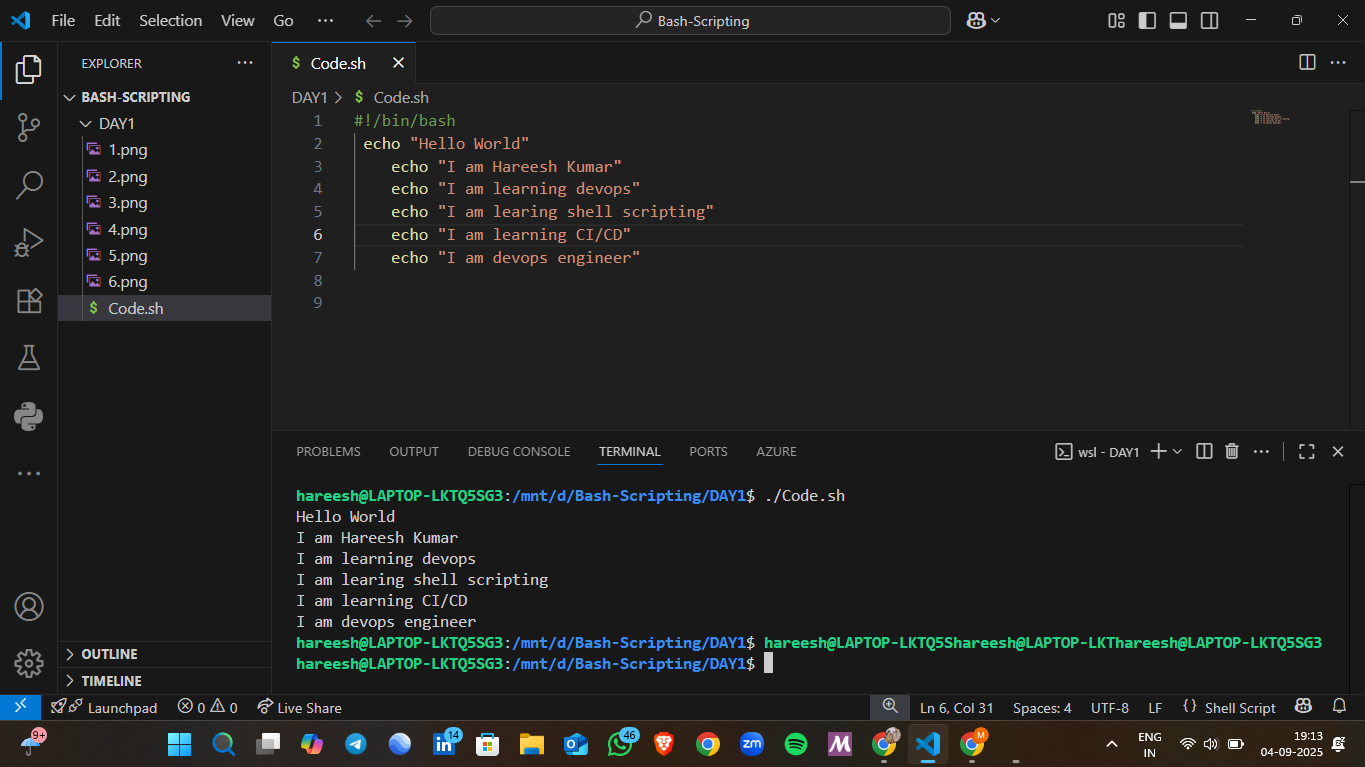 File Edit Selection View Go ··· Bash-Scripting
EXPLORER
BASH-SCRIPTING
DAY1
1.png
2.png
3.png
4.png
5.png
6.png
$ Code.sh
OUTLINE
TIMELINE
$ Code.sh
DAY1 > $ Code.sh
1 #!/bin/bash
2 echo "Hello World"
3 echo "I am Hareesh Kumar"
4 echo "I am learning devops"
5 echo "I am learing shell scripting"
6 echo "I am learning CI/CD"
7 echo "I am devops engineer"
8
9
PROBLEMS OUTPUT DEBUG CONSOLE TERMINAL PORTS AZURE wsl - DAY1
hareesh@LAPTOP-LKTQ5SG3:/mnt/d/Bash-Scripting/DAY1$ ./Code.sh
Hello World
I am Hareesh Kumar
I am learning devops
I am learing shell scripting
I am learning CI/CD
I am devops engineer
hareesh@LAPTOP-LKTQ5SG3:/mnt/d/Bash-Scripting/DAY1$ hareesh@LAPTOP-LKTQ5Shareesh@LAPTOP-LKThareesh@LAPTOP-LKTQ5SG3
hareesh@LAPTOP-LKTQ5SG3:/mnt/d/Bash-Scripting/DAY1$
Launchpad 0 0 Live Share Ln 6, Col 31 Spaces: 4 UTF-8 LF {} Shell Script
9+ 14 46 zm M M ENG IN 19:13 04-09-2025